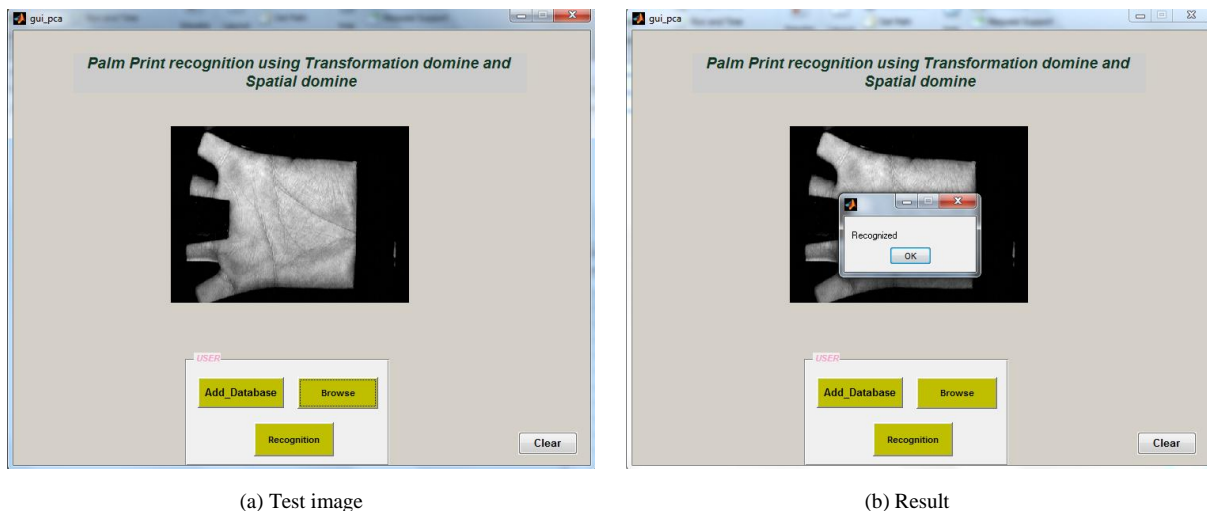 gui_pca
Palm Print recognition using Transformation domine and
Spatial domine
USER
Add_Database
Browse
Recognition
Clear
(a) Test image
gui_pca
Palm Print recognition using Transformation domine and
Spatial domine
Recognized
OK
USER
Add_Database
Browse
Recognition
Clear
(b) Result